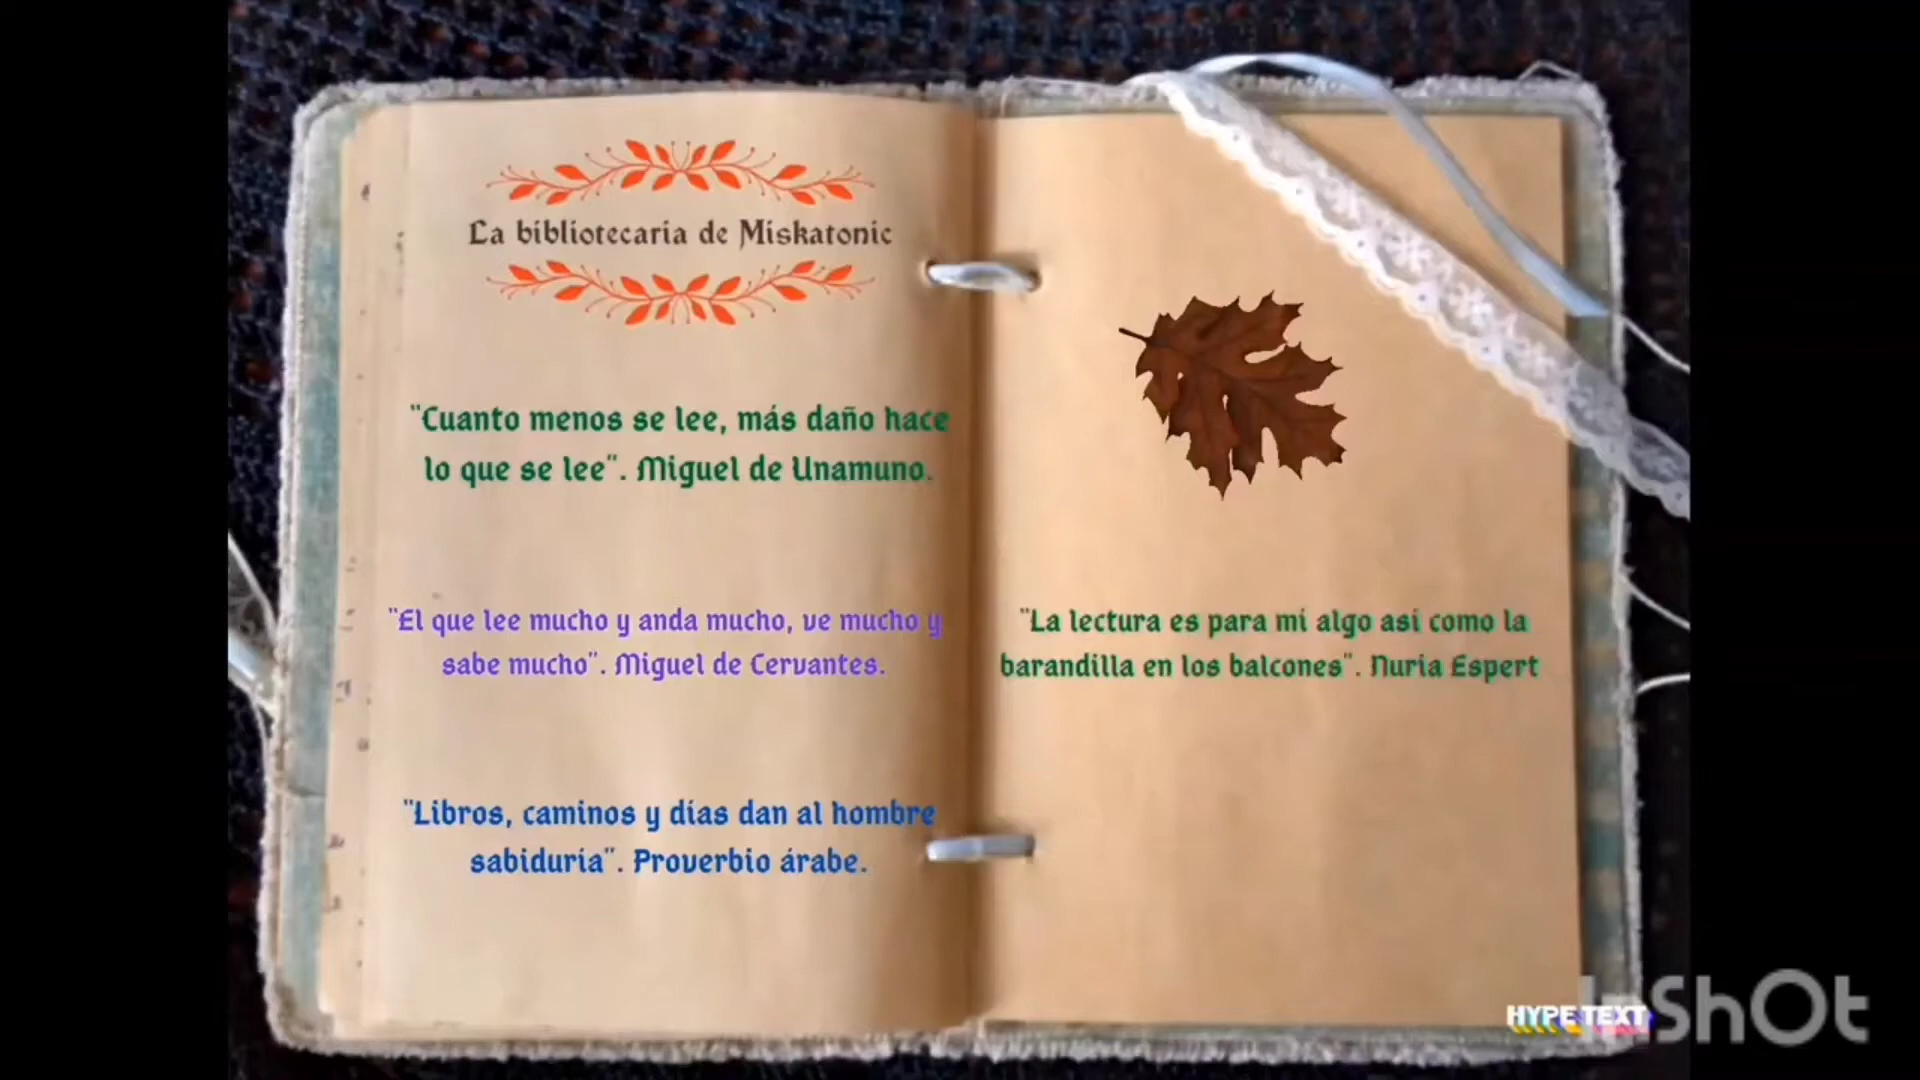 La bibliotecaria de Miskatonic
"Cuanto menos se lee, más daño hace
lo que se lee". Miguel de Unamuno.
"El que lee mucho y anda mucho, ve mucho y
sabe mucho". Miguel de Cervantes.
"Libros, caminos y días dan al hombre
sabiduría". Proverbio árabe.
"La lectura es para mí algo así como la
barandilla en los balcones". Nuria Espert
HYPE TEXT
InShOt